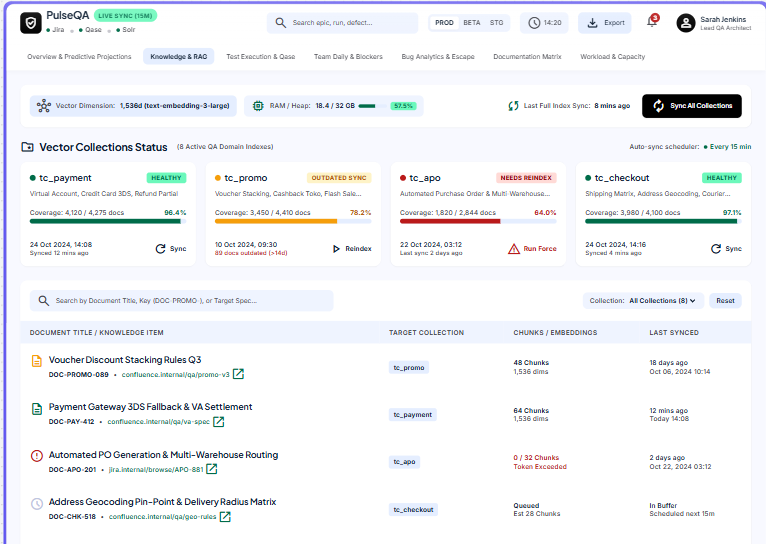 PulseQA LIVE SYNC (15M)
Jira Qase Solr
Search epic, run, defect...
PROD BETA STG
14:20
Export
3
Sarah Jenkins
Lead QA Architect
Overview & Predictive Projections Knowledge & RAG Test Execution & Qase Team Daily & Blockers Bug Analytics & Escape Documentation Matrix Workload & Capacity
Vector Dimension: 1,536d (text-embedding-3-large) RAM / Heap: 18.4 / 32 GB 57.5% Last Full Index Sync: 8 mins ago Sync All Collections
Vector Collections Status (8 Active QA Domain Indexes) Auto-sync scheduler: Every 15 min
tc_payment HEALTHY
Virtual Account, Credit Card 3DS, Refund Partial
Coverage: 4,120 / 4,275 docs 96.4%
24 Oct 2024, 14:08
Synced 12 mins ago
Sync
tc_promo OUTDATED SYNC
Voucher Stacking, Cashback Toko, Flash Sale...
Coverage: 3,450 / 4,410 docs 78.2%
10 Oct 2024, 09:30
89 docs outdated (>14d)
Reindex
tc_apo NEEDS REINDEX
Automated Purchase Order & Multi-Warehouse...
Coverage: 1,820 / 2,844 docs 64.0%
22 Oct 2024, 03:12
Last sync 2 days ago
Run Force
tc_checkout HEALTHY
Shipping Matrix, Address Geocoding, Courier...
Coverage: 3,980 / 4,100 docs 97.1%
24 Oct 2024, 14:16
Synced 4 mins ago
Sync
Search by Document Title, Key (DOC-PROMO ), or Target Spec...
Collection: All Collections (8) Reset
DOCUMENT TITLE / KNOWLEDGE ITEM TARGET COLLECTION CHUNKS / EMBEDDINGS LAST SYNCED
Voucher Discount Stacking Rules Q3
DOC-PROMO-089 • confluence.internal/qa/promo-v3
tc_promo
48 Chunks
1,536 dims
18 days ago
Oct 06, 2024 10:14
Payment Gateway 3DS Fallback & VA Settlement
DOC-PAY-412 • confluence.internal/qa/va-spec
tc_payment
64 Chunks
1,536 dims
12 mins ago
Today 14:08
Automated PO Generation & Multi-Warehouse Routing
DOC-APO-201 • jira.internal/browse/APO-881
tc_apo
0 / 32 Chunks
Token Exceeded
2 days ago
Oct 22, 2024 03:12
Address Geocoding Pin-Point & Delivery Radius Matrix
DOC-CHK-518 • confluence.internal/qa/geo-rules
tc_checkout
Queued
Est 28 Chunks
In Buffer
Scheduled next 15m